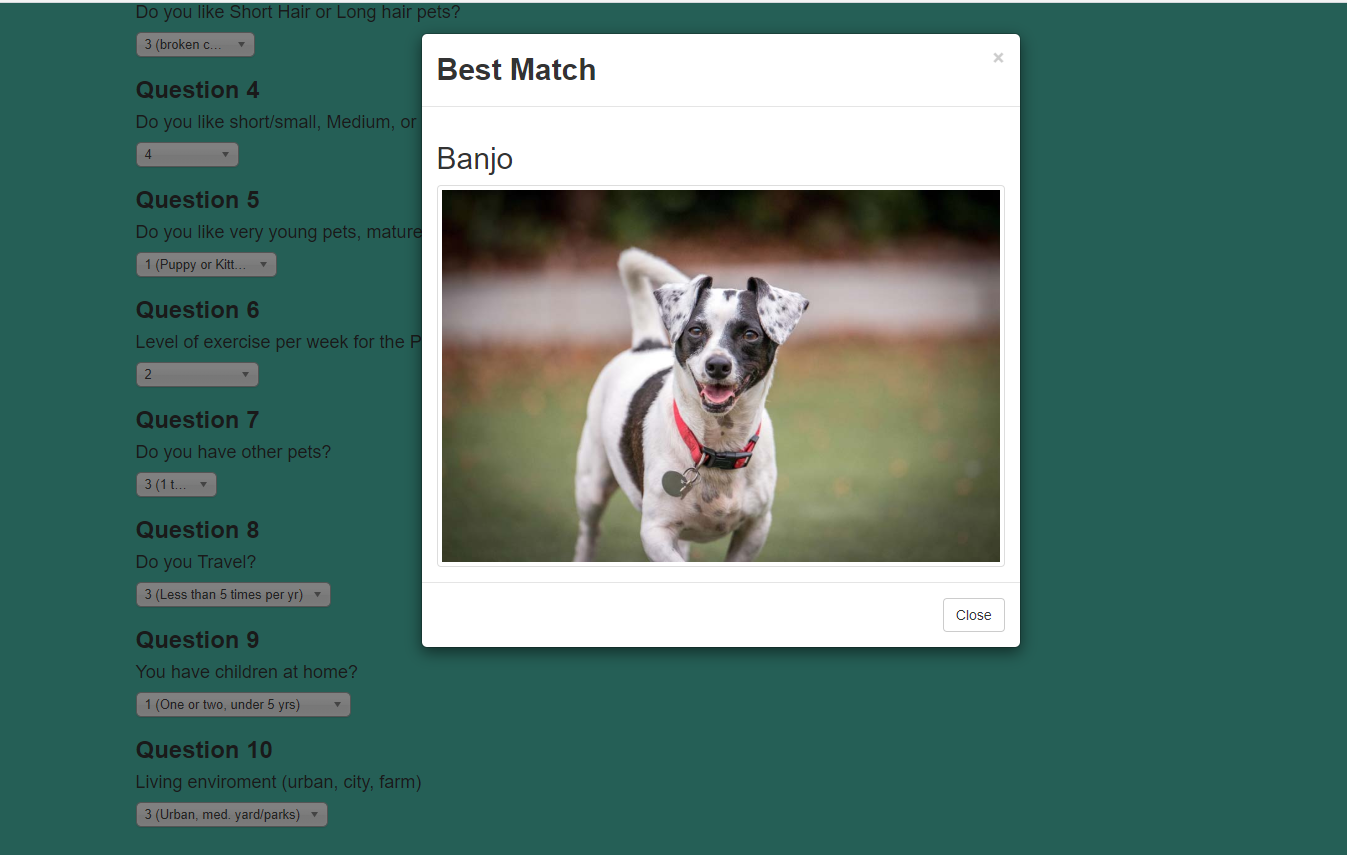 Do you like Short Hair or Long hair pets?
3 (broken c...
Question 4
Do you like short/small, Medium, or
4
Question 5
Do you like very young pets, mature
1 (Puppy or Kitt...
Question 6
Level of exercise per week for the P
2
Question 7
Do you have other pets?
3 (1 t...
Question 8
Do you Travel?
3 (Less than 5 times per yr)
Question 9
You have children at home?
1 (One or two, under 5 yrs)
Question 10
Living enviroment (urban, city, farm)
3 (Urban, med. yard/parks)
Best Match
×
Banjo
Close